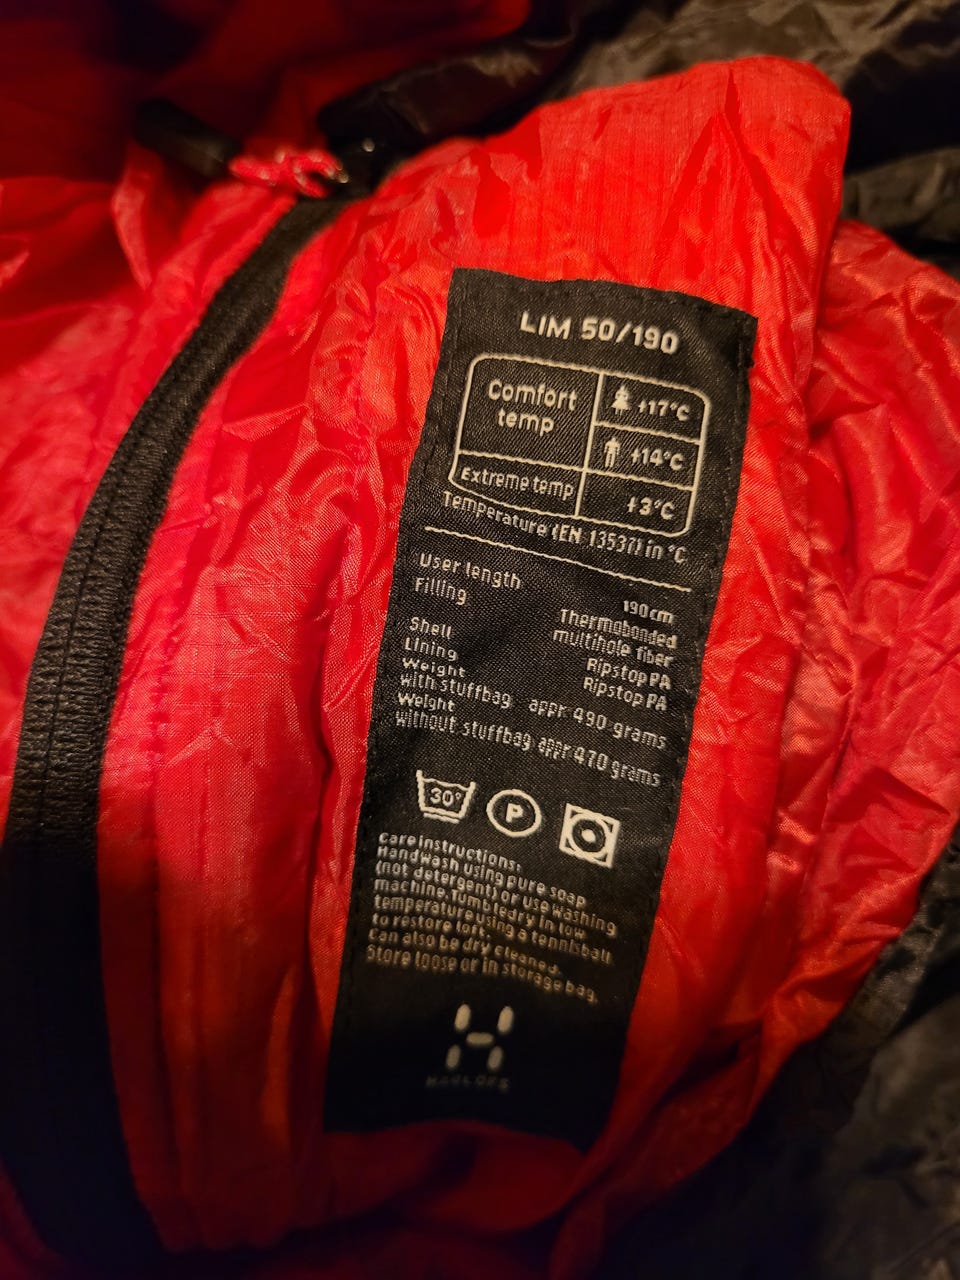 LIM 50/190
Comfort temp
+17°C
+14°C
Extreme temp
+3°C
Temperature (EN 13537) in °C
User length 190cm
Filling Thermobonded
multihole fiber
Shell Ripstop PA
Lining Ripstop PA
Weight
with stuffbag appr 490 grams
Weight
without stuffbag appr 470 grams
30°
P
Care instructions:
Handwash using pure soap
(not detergent) or use washing
machine. Tumbledry in low
temperature using a tennisball
to restore loft.
Can also be dry cleaned.
Store loose or in storage bag.
HAGLÖFS